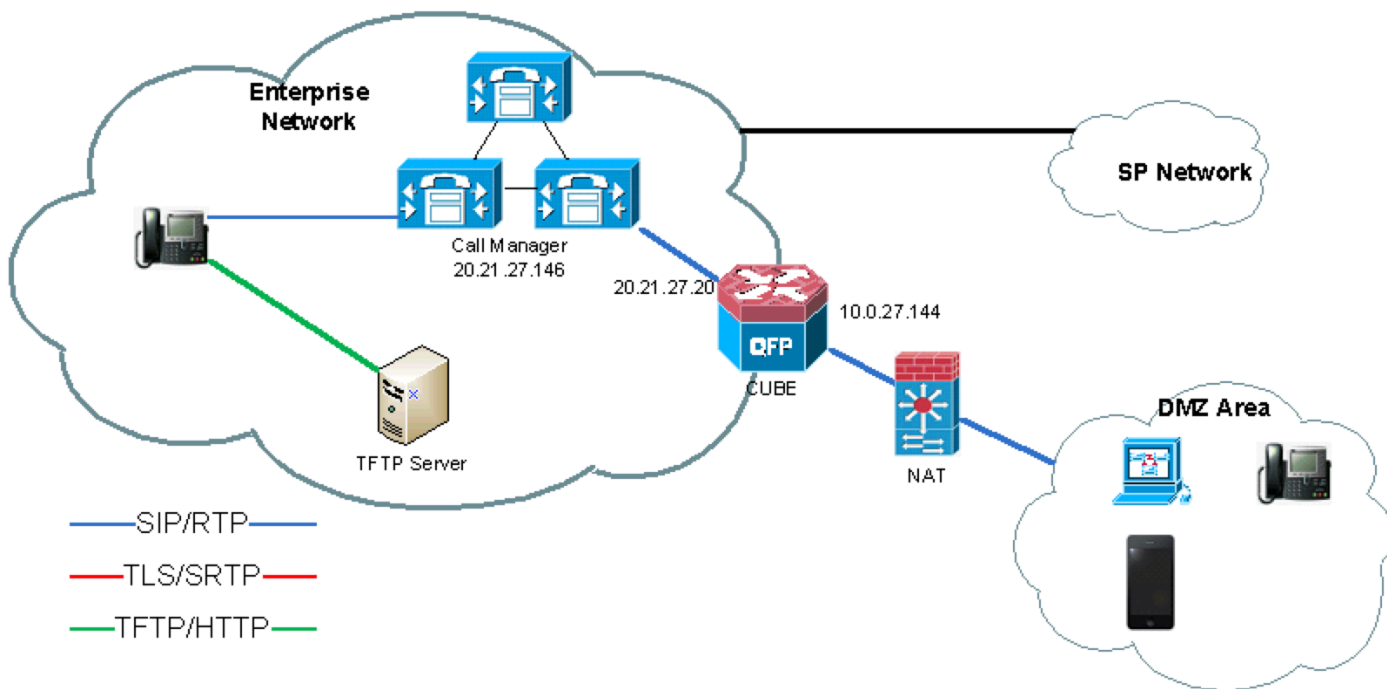 Enterprise
Network
SP Network
Call Manager
20.21.27.146
20.21.27.20
10.0.27.144
QFP
CUBE
DMZ Area
TFTP Server
NAT
SIP/RTP
TLS/SRTP
TFTP/HTTP